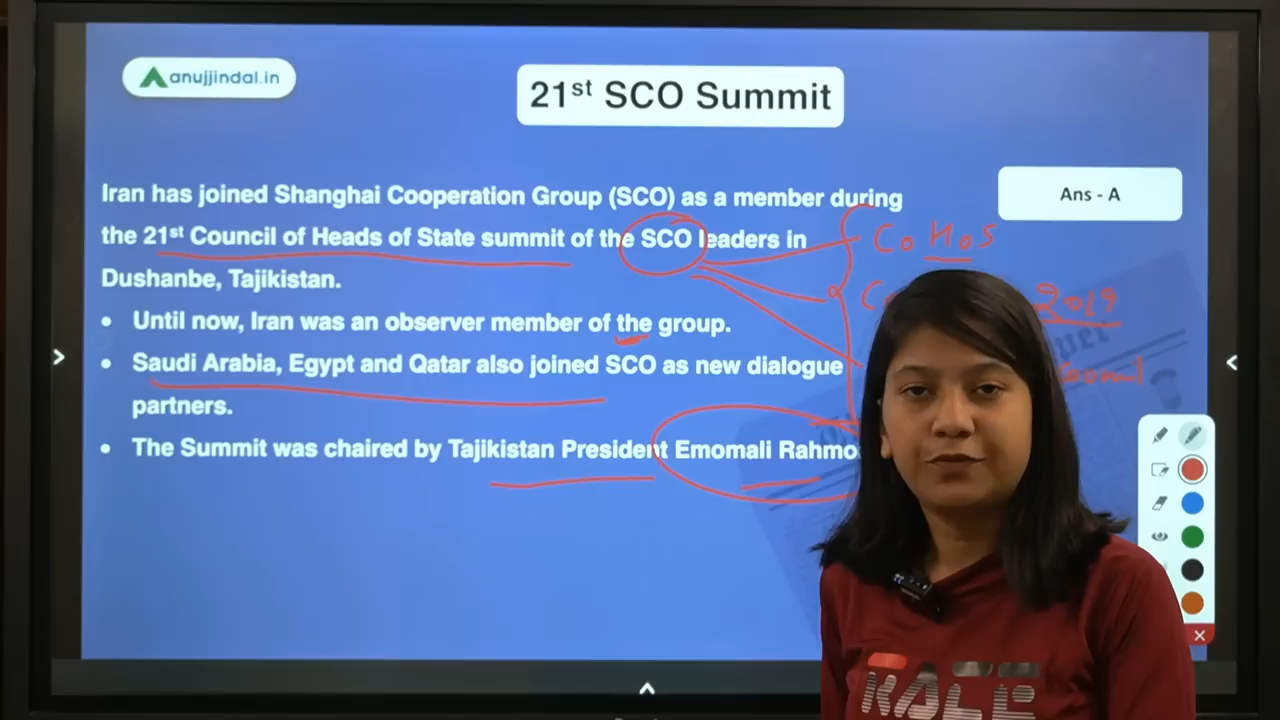 anujjindal.in
21st SCO Summit
Iran has joined Shanghai Cooperation Group (SCO) as a member during
the 21st Council of Heads of State summit of the SCO leaders in
Dushanbe, Tajikistan.
• Until now, Iran was an observer member of the group.
• Saudi Arabia, Egypt and Qatar also joined SCO as new dialogue
partners.
• The Summit was chaired by Tajikistan President Emomali Rahmo
Ans - A
CoHoS
2019